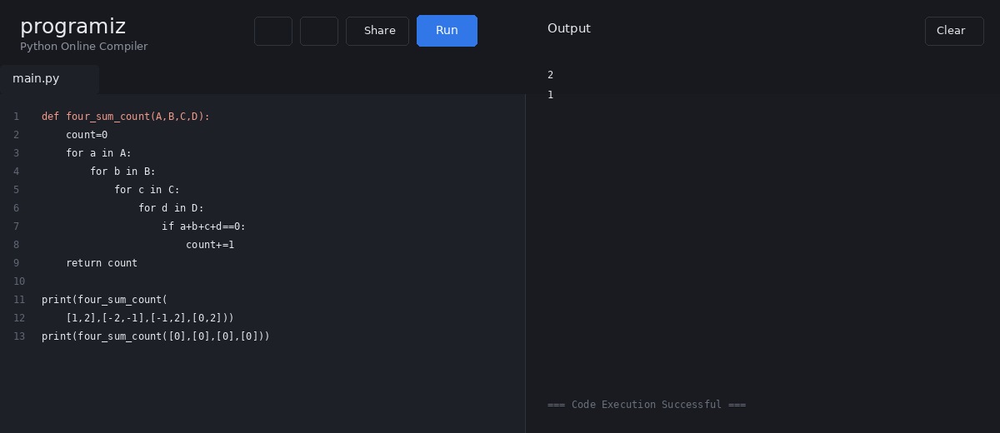 programiz
Python Online Compiler
Share
Run
Output
Clear
main.py
1 def four_sum_count(A,B,C,D):
2     count=0
3     for a in A:
4         for b in B:
5             for c in C:
6                 for d in D:
7                     if a+b+c+d==0:
8                         count+=1
9     return count
10
11 print(four_sum_count(
12     [1,2],[-2,-1],[-1,2],[0,2]))
13 print(four_sum_count([0],[0],[0],[0]))
2
1
=== Code Execution Successful ===